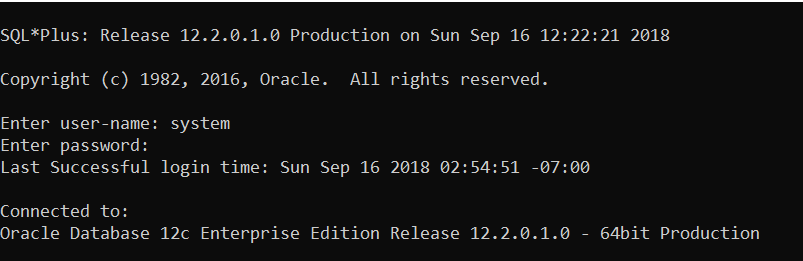 SQL*Plus: Release 12.2.0.1.0 Production on Sun Sep 16 12:22:21 2018
Copyright (c) 1982, 2016, Oracle.  All rights reserved.
Enter user-name: system
Enter password:
Last Successful login time: Sun Sep 16 2018 02:54:51 -07:00
Connected to:
Oracle Database 12c Enterprise Edition Release 12.2.0.1.0 - 64bit Production